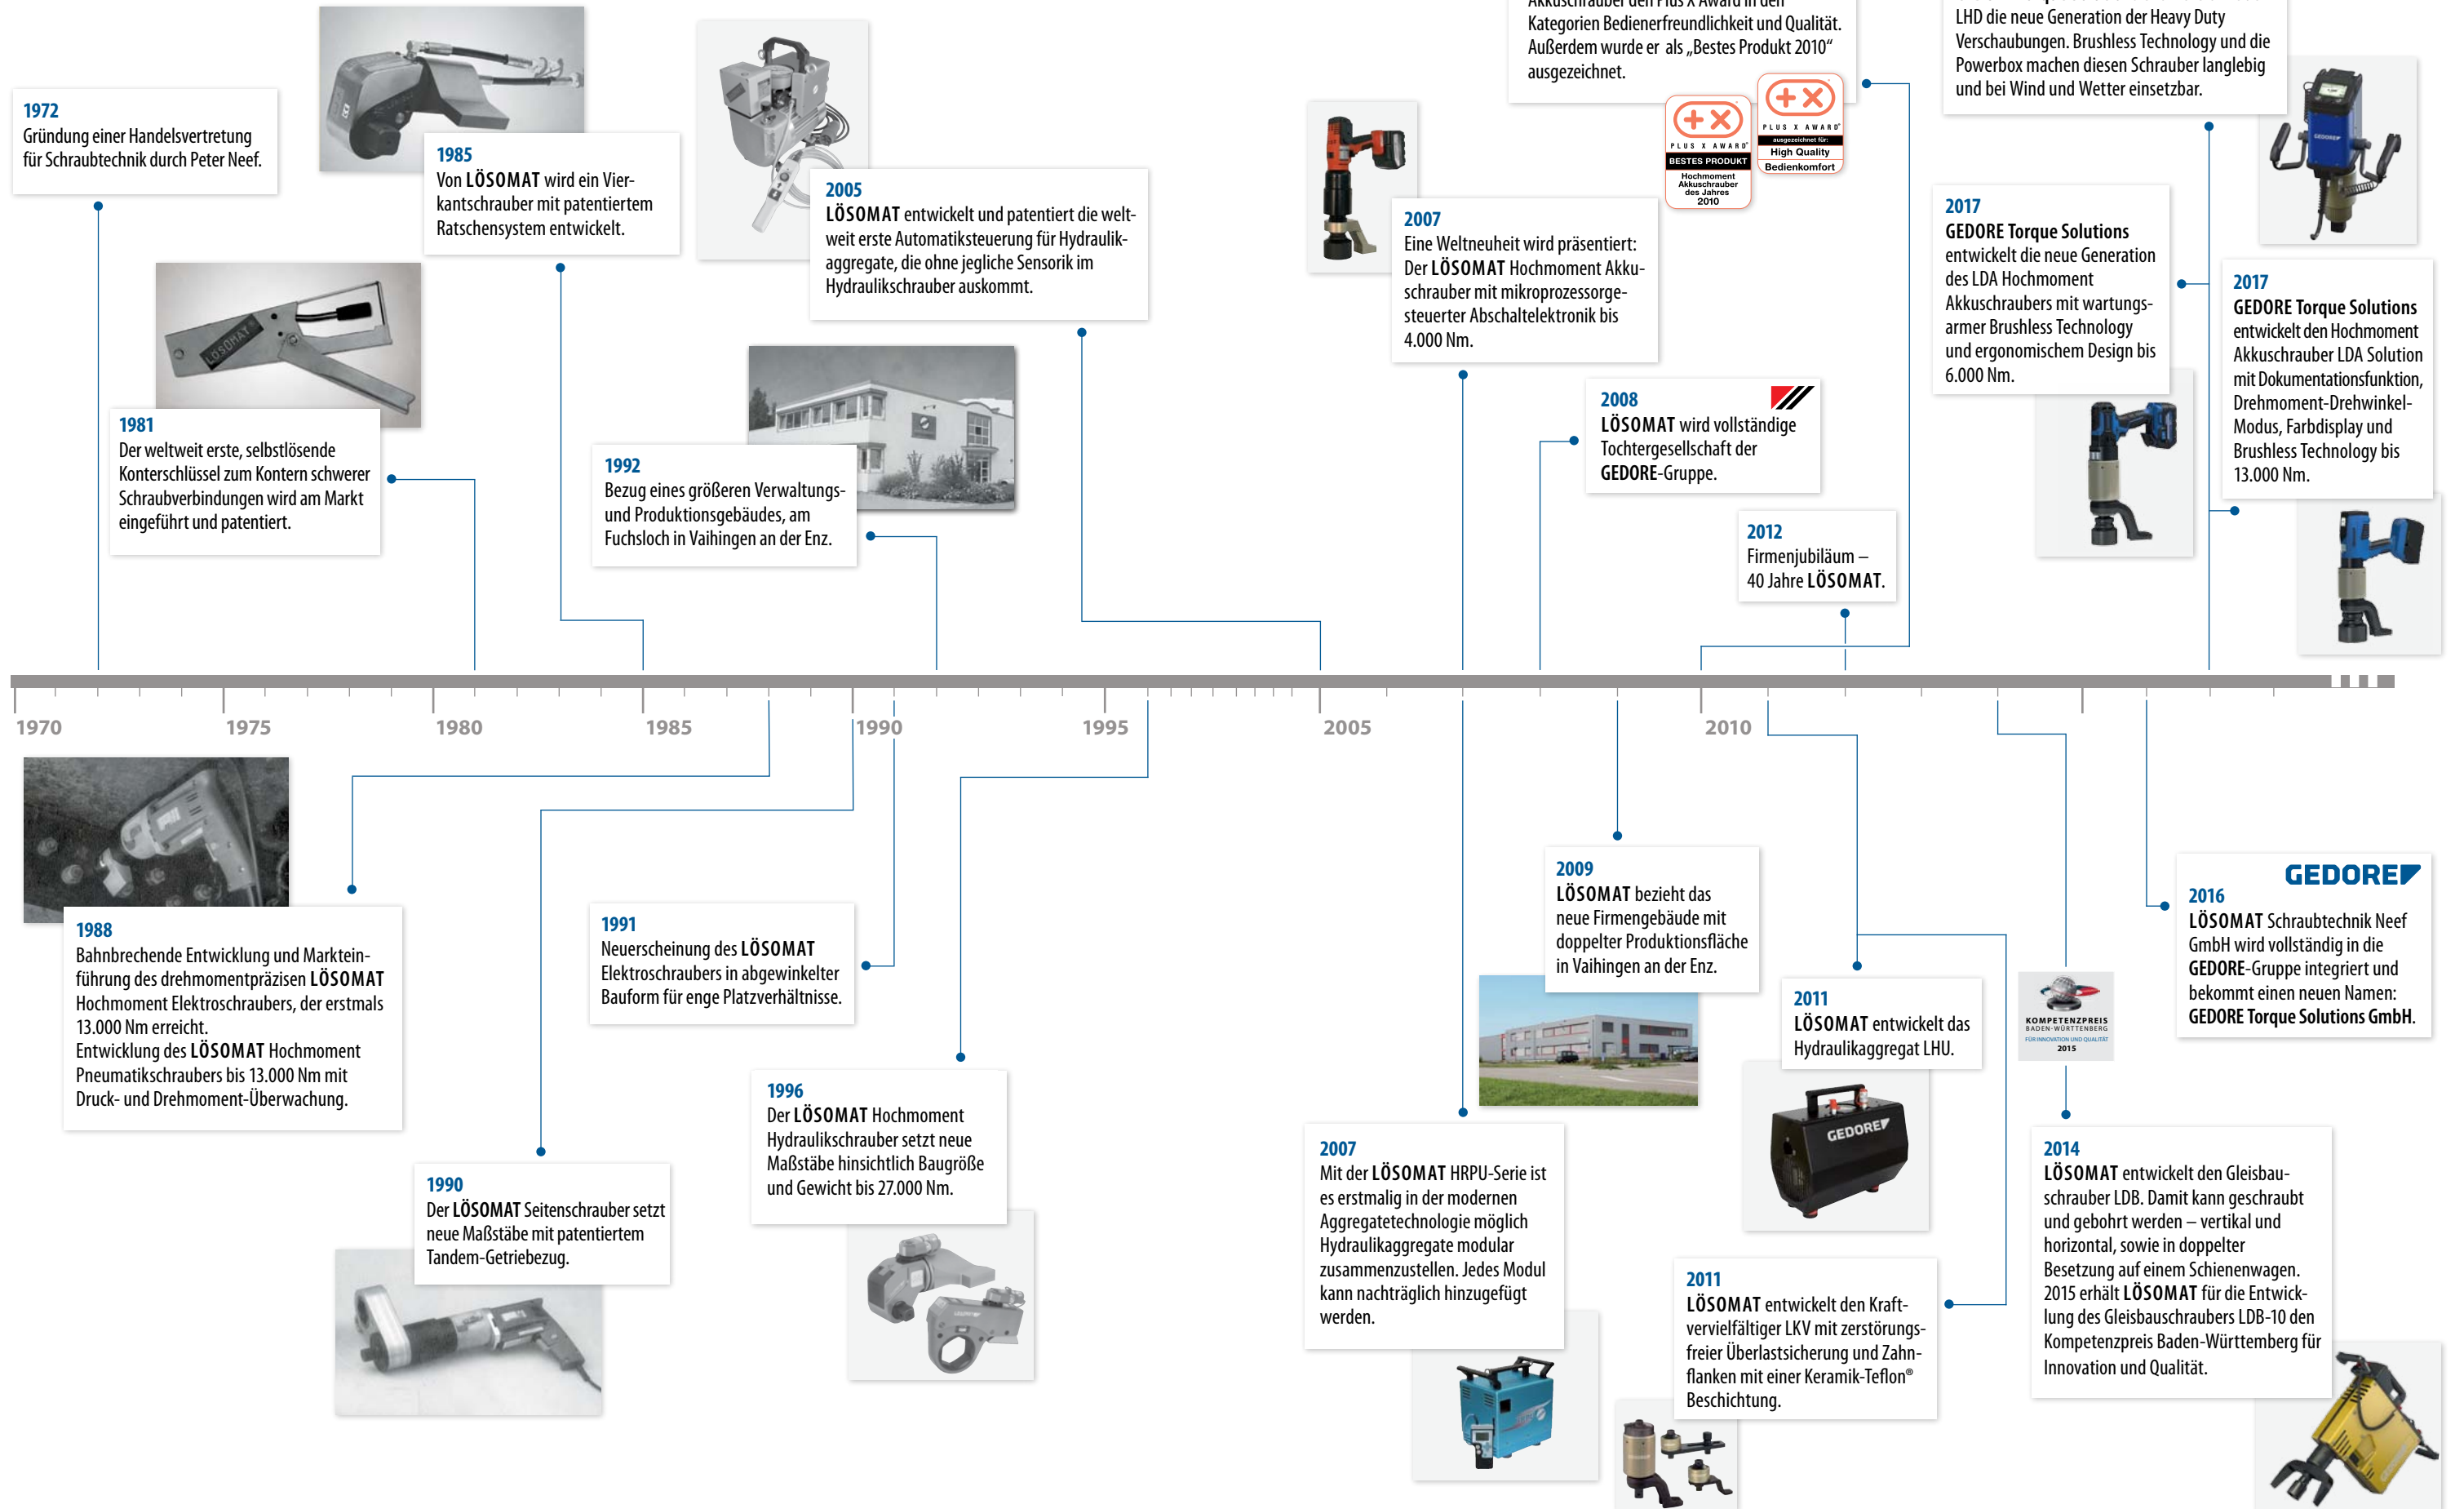 1972
Gründung einer Handelsvertretung
für Schraubtechnik durch Peter Neef.
1985
Von LÖSOMAT wird ein Vier-
kantschrauber mit patentiertem
Ratschensystem entwickelt.
2005
LÖSOMAT entwickelt und patentiert die welt-
weit erste Automatiksteuerung für Hydraulik-
aggregate, die ohne jegliche Sensorik im
Hydraulikschrauber auskommt.
Akkuschrauber den Plus X Award in den
Kategorien Bedienerfreundlichkeit und Qualität.
Außerdem wurde er als „Bestes Produkt 2010“
ausgezeichnet.
PLUS X AWARD
BESTES PRODUKT
Hochmoment
Akkuschrauber
des Jahres
2010
PLUS X AWARD
ausgezeichnet für:
High Quality
Bedienkomfort
LHD die neue Generation der Heavy Duty
Verschaubungen. Brushless Technology und die
Powerbox machen diesen Schrauber langlebig
und bei Wind und Wetter einsetzbar.
GEDORE
2007
Eine Weltneuheit wird präsentiert:
Der LÖSOMAT Hochmoment Akku-
schrauber mit mikroprozessorge-
steuerter Abschaltelektronik bis
4.000 Nm.
2017
GEDORE Torque Solutions
entwickelt die neue Generation
des LDA Hochmoment
Akkuschraubers mit wartungs-
armer Brushless Technology
und ergonomischem Design bis
6.000 Nm.
2017
GEDORE Torque Solutions
entwickelt den Hochmoment
Akkuschrauber LDA Solution
mit Dokumentationsfunktion,
Drehmoment-Drehwinkel-
Modus, Farbdisplay und
Brushless Technology bis
13.000 Nm.
LÖSOMAT
1981
Der weltweit erste, selbstlösende
Konterschlüssel zum Kontern schwerer
Schraubverbindungen wird am Markt
eingeführt und patentiert.
1992
Bezug eines größeren Verwaltungs-
und Produktionsgebäudes, am
Fuchsloch in Vaihingen an der Enz.
2008
LÖSOMAT wird vollständige
Tochtergesellschaft der
GEDORE-Gruppe.
2012
Firmenjubiläum –
40 Jahre LÖSOMAT.
1970
1975
1980
1985
1990
1995
2005
2010
1988
Bahnbrechende Entwicklung und Marktein-
führung des drehmomentpräzisen LÖSOMAT
Hochmoment Elektroschraubers, der erstmals
13.000 Nm erreicht.
Entwicklung des LÖSOMAT Hochmoment
Pneumatikschraubers bis 13.000 Nm mit
Druck- und Drehmoment-Überwachung.
1990
Der LÖSOMAT Seitenschrauber setzt
neue Maßstäbe mit patentiertem
Tandem-Getriebezug.
1991
Neuerscheinung des LÖSOMAT
Elektroschraubers in abgewinkelter
Bauform für enge Platzverhältnisse.
1996
Der LÖSOMAT Hochmoment
Hydraulikschrauber setzt neue
Maßstäbe hinsichtlich Baugröße
und Gewicht bis 27.000 Nm.
2007
Mit der LÖSOMAT HRPU-Serie ist
es erstmalig in der modernen
Aggregatetechnologie möglich
Hydraulikaggregate modular
zusammenzustellen. Jedes Modul
kann nachträglich hinzugefügt
werden.
2009
LÖSOMAT bezieht das
neue Firmengebäude mit
doppelter Produktionsfläche
in Vaihingen an der Enz.
2011
LÖSOMAT entwickelt das
Hydraulikaggregat LHU.
GEDORE
2011
LÖSOMAT entwickelt den Kraft-
vervielfältiger LKV mit zerstörungs-
freier Überlastsicherung und Zahn-
flanken mit einer Keramik-Teflon®
Beschichtung.
KOMPETENZPREIS
BADEN-WÜRTTEMBERG
FÜR INNOVATION UND QUALITÄT
2015
2014
LÖSOMAT entwickelt den Gleisbau-
schrauber LDB. Damit kann geschraubt
und gebohrt werden – vertikal und
horizontal, sowie in doppelter
Besetzung auf einem Schienenwagen.
2015 erhält LÖSOMAT für die Entwick-
lung des Gleisbauschraubers LDB-10 den
Kompetenzpreis Baden-Württemberg für
Innovation und Qualität.
GEDORE
2016
LÖSOMAT Schraubtechnik Neef
GmbH wird vollständig in die
GEDORE-Gruppe integriert und
bekommt einen neuen Namen:
GEDORE Torque Solutions GmbH.